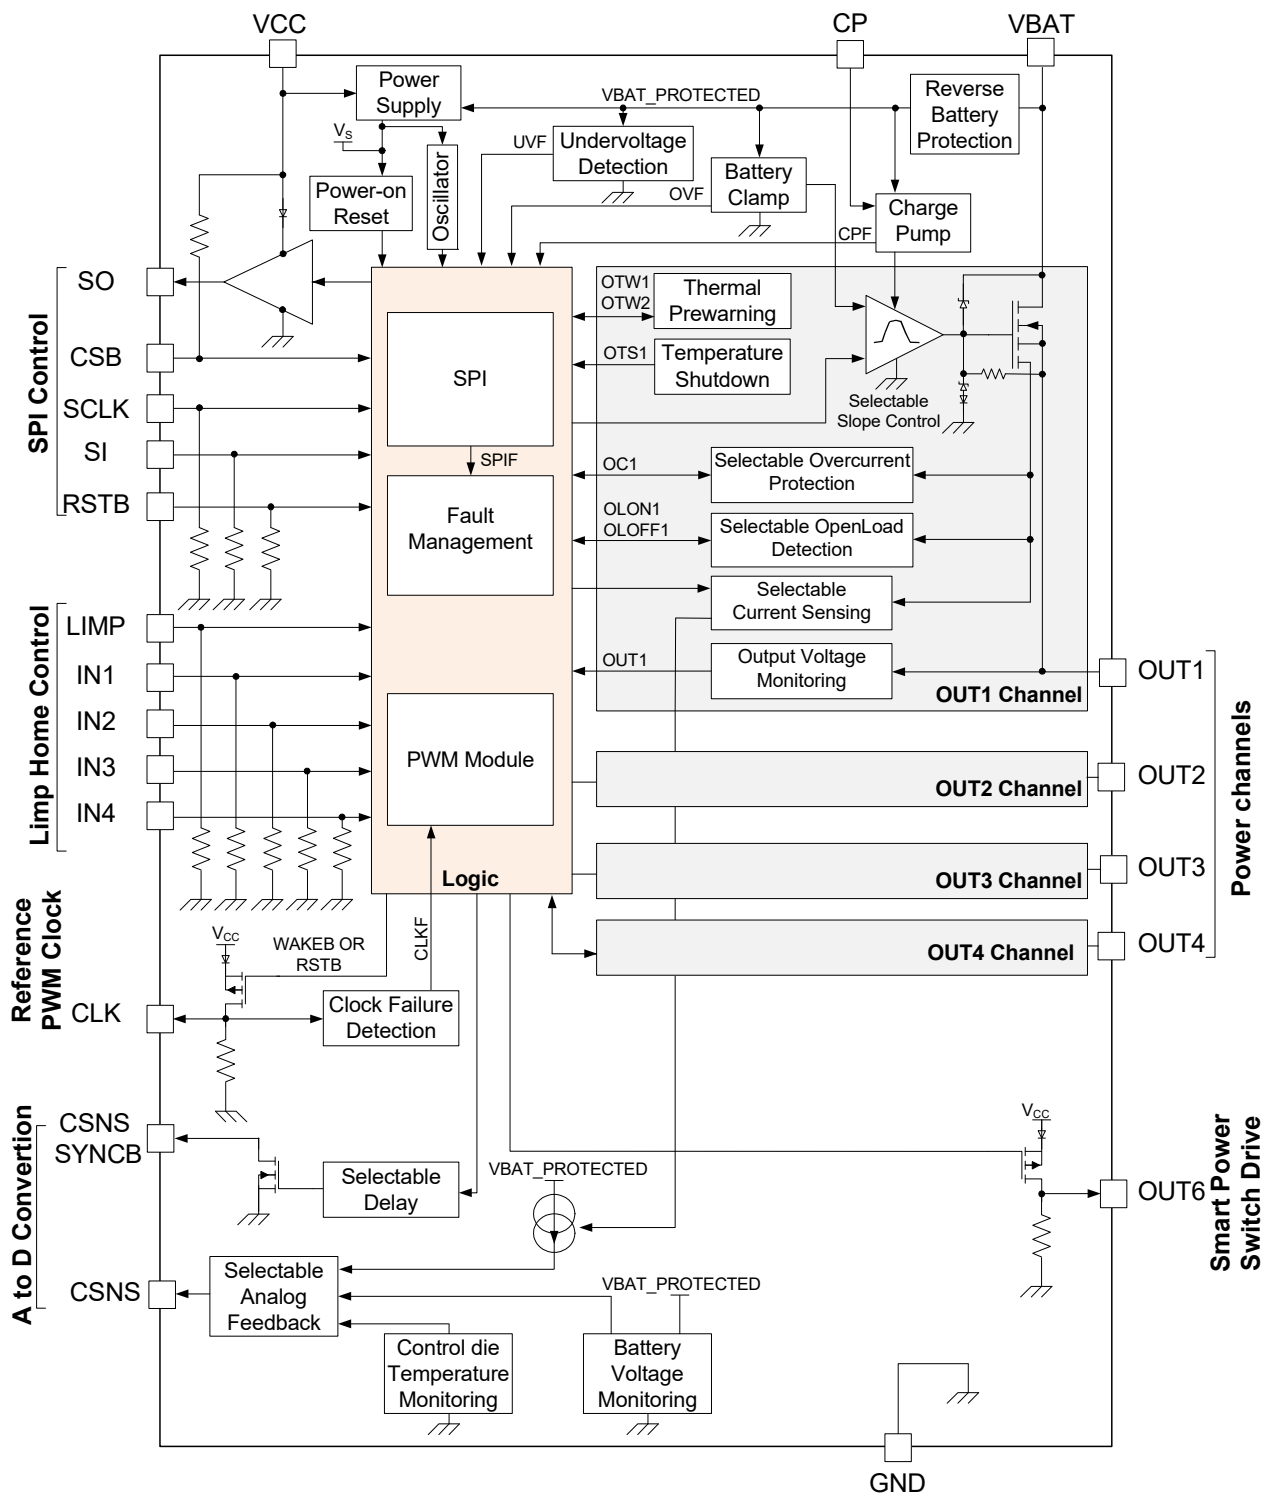 VCC
CP
VBAT
Power
Supply
VBAT_PROTECTED
Reverse
Battery
Protection
VS
UVF
Undervoltage
Detection
Oscillator
Power-on
Reset
Battery
Clamp
OVF
Charge
Pump
CPF
SPI Control
SO
CSB
SCLK
SI
RSTB
SPI
SPIF
Fault
Management
PWM Module
Logic
OTW1
OTW2
Thermal
Prewarning
OTS1
Temperature
Shutdown
Selectable
Slope Control
OC1
Selectable Overcurrent
Protection
OLON1
OLOFF1
Selectable OpenLoad
Detection
Selectable
Current Sensing
OUT1
Output Voltage
Monitoring
OUT1 Channel
OUT2 Channel
OUT3 Channel
OUT4 Channel
Limp Home Control
LIMP
IN1
IN2
IN3
IN4
OUT1
OUT2
OUT3
OUT4
Power channels
Reference
PWM Clock
CLK
VCC
WAKEB OR
RSTB
CLKF
Clock Failure
Detection
A to D Convertion
CSNS
SYNCB
Selectable
Delay
VBAT_PROTECTED
VCC
OUT6
Smart Power
Switch Drive
CSNS
Selectable
Analog
Feedback
VBAT_PROTECTED
Control die
Temperature
Monitoring
Battery
Voltage
Monitoring
GND